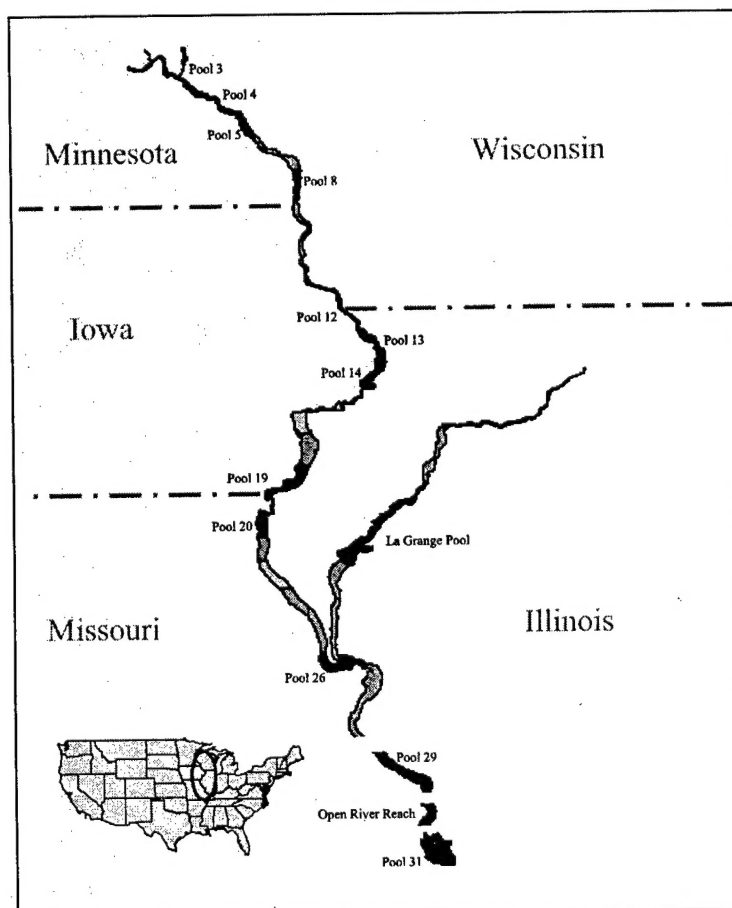 Pool 3
Pool 4
Pool 5
Minnesota
Wisconsin
Pool 8
Pool 12
Iowa
Pool 13
Pool 14
Pool 19
Pool 20
La Grange Pool
Missouri
Illinois
Pool 26
Pool 29
Open River Reach
Pool 31